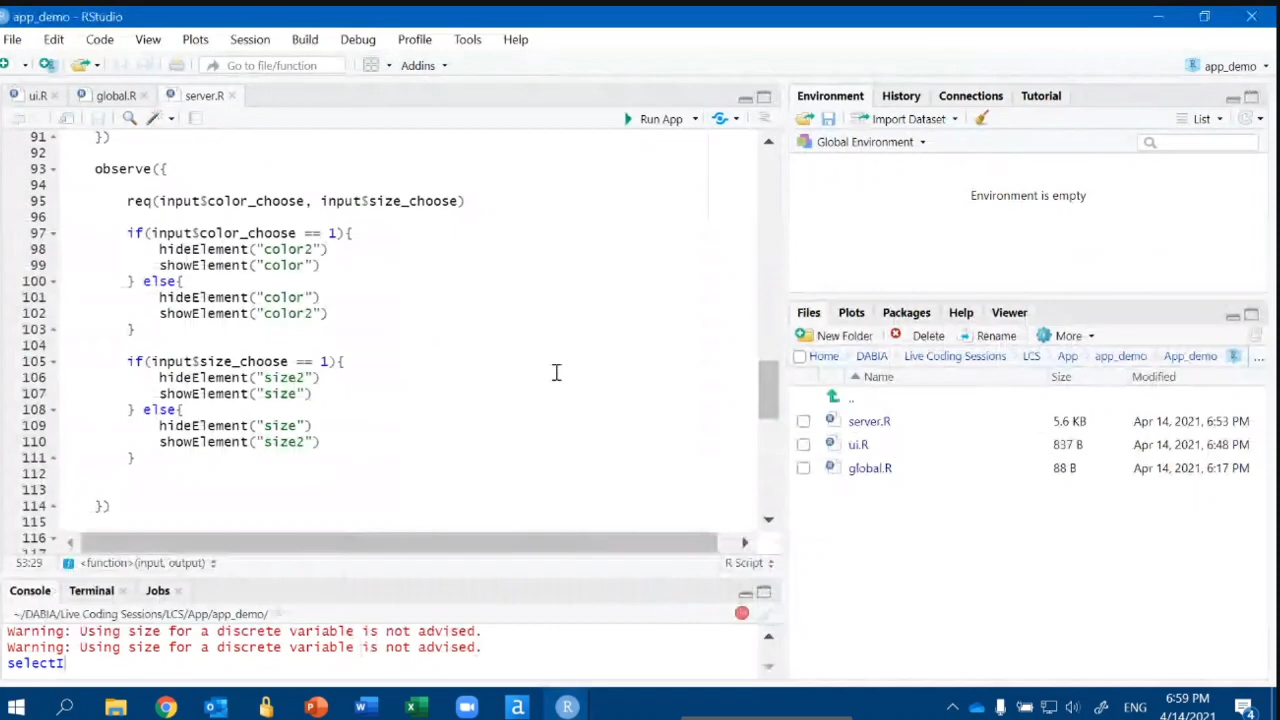 app_demo - RStudio
File Edit Code View Plots Session Build Debug Profile Tools Help
Go to file/function Addins app_demo
ui.R global.R server.R
Run App
91 })
92
93 observe({
94
95 req(input$color_choose, input$size_choose)
96
97 if(input$color_choose == 1){
98 hideElement("color2")
99 showElement("color")
100 } else{
101 hideElement("color")
102 showElement("color2")
103 }
104
105 if(input$size_choose == 1){
106 hideElement("size2")
107 showElement("size")
108 } else{
109 hideElement("size")
110 showElement("size2")
111 }
112
113
114 })
115
116
53:29 <function>(input, output) R Script
Console Terminal Jobs
~/DABIA/Live Coding Sessions/LCS/App/app_demo/
Warning: Using size for a discrete variable is not advised.
Warning: Using size for a discrete variable is not advised.
selectI
Environment History Connections Tutorial
Import Dataset List
Global Environment
Environment is empty
Files Plots Packages Help Viewer
New Folder Delete Rename More
Home DABIA Live Coding Sessions LCS App app_demo App_demo ...
Name Size Modified
..
server.R 5.6 KB Apr 14, 2021, 6:53 PM
ui.R 837 B Apr 14, 2021, 6:48 PM
global.R 88 B Apr 14, 2021, 6:17 PM
ENG 6:59 PM
4/14/2021 4